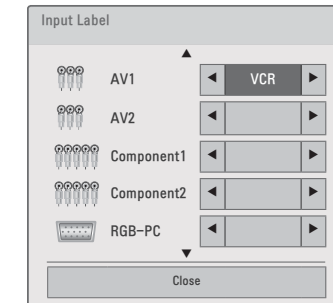 Input Label
AV1 VCR
AV2
Component1
Component2
RGB-PC
Close